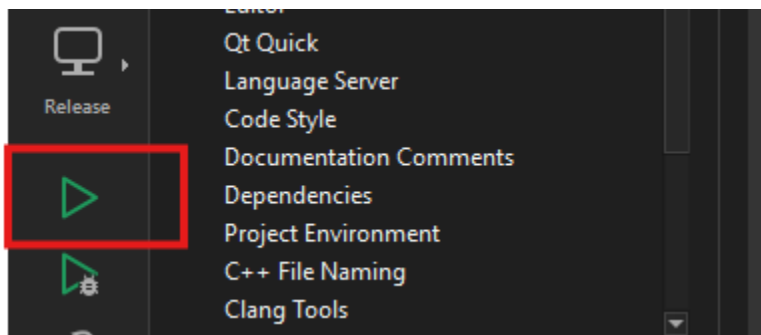 Release
Qt Quick
Language Server
Code Style
Documentation Comments
Dependencies
Project Environment
C++ File Naming
Clang Tools